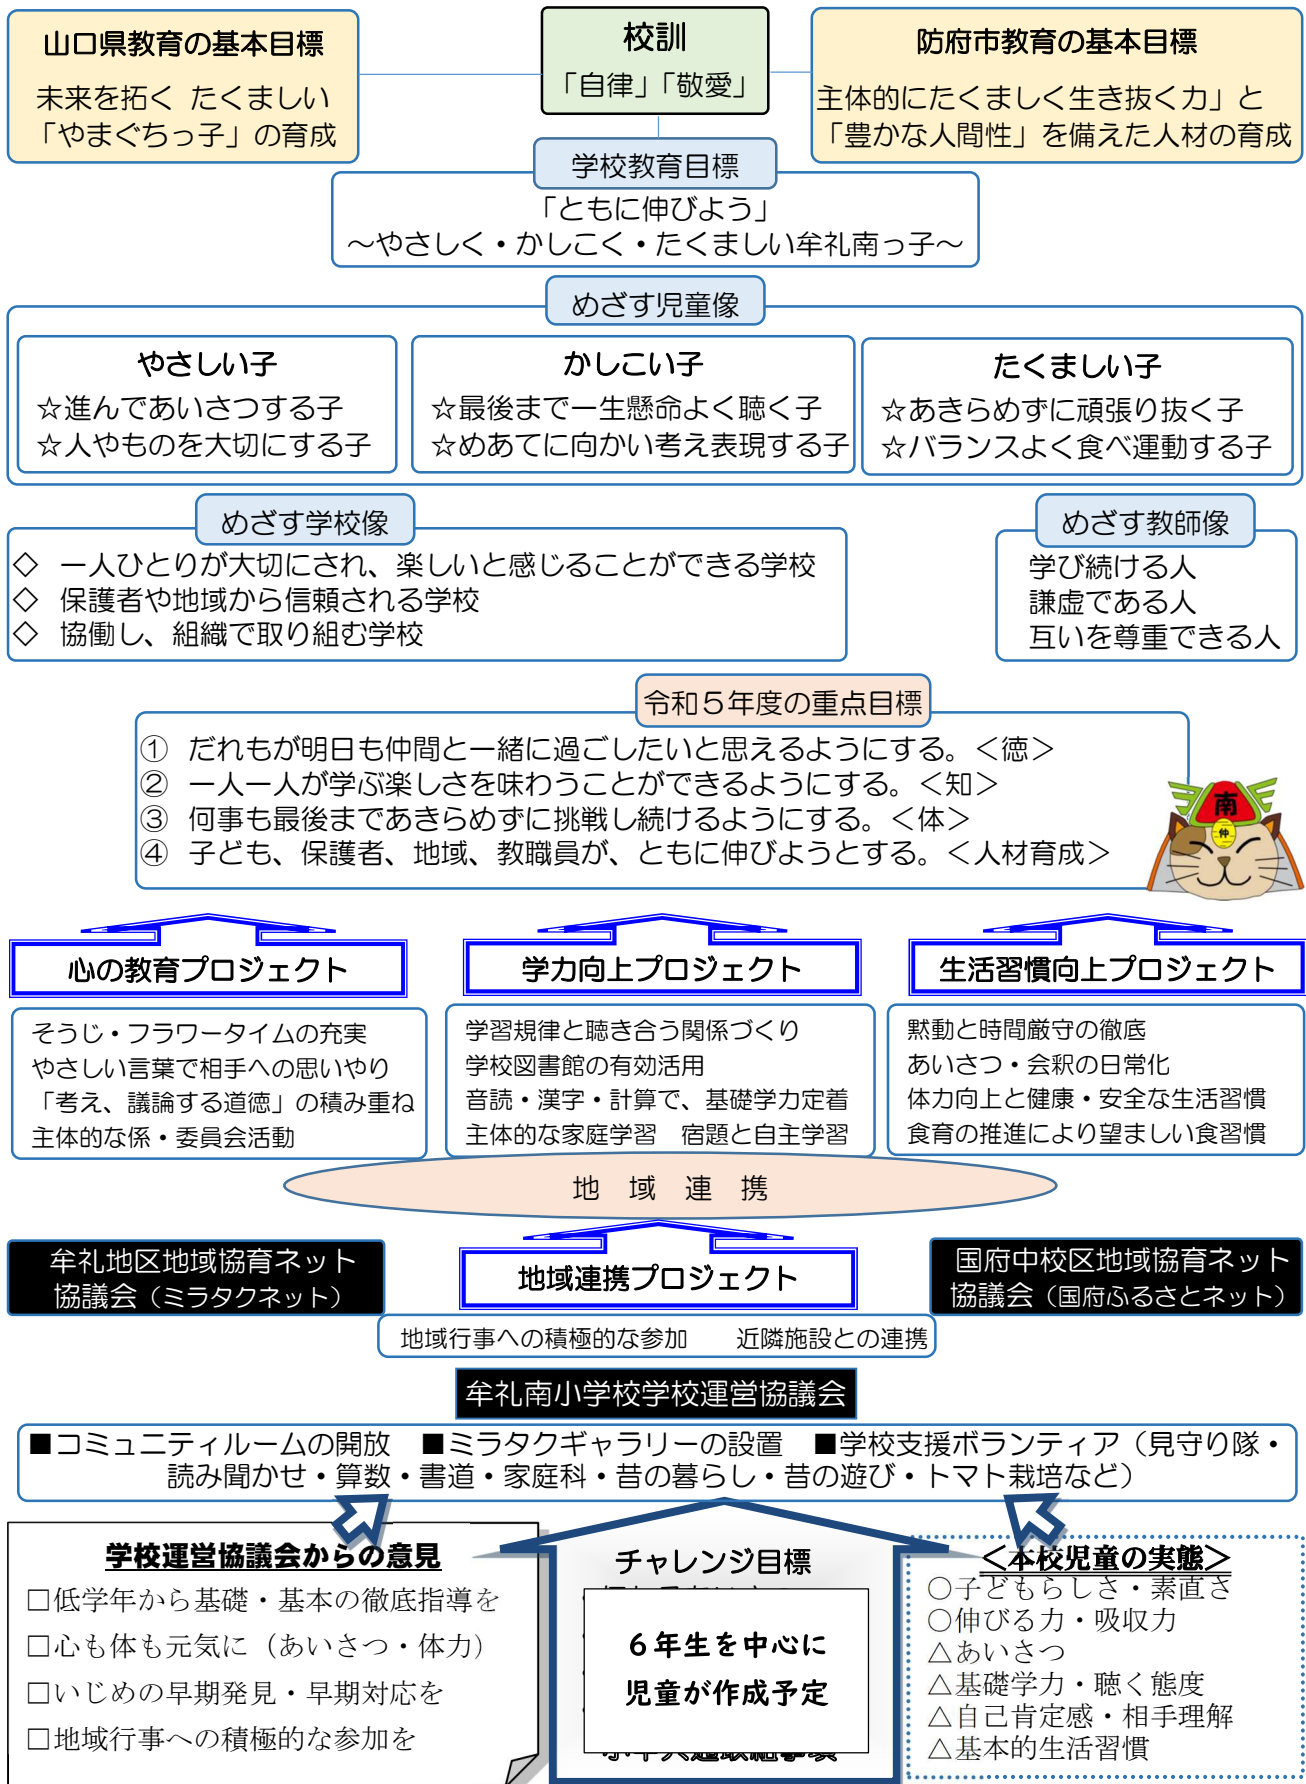 山口県教育の基本目標
未来を拓く たくましい
「やまぐちっ子」の育成
校訓
「自律」「敬愛」
防府市教育の基本目標
主体的にたくましく生き抜く力」と
「豊かな人間性」を備えた人材の育成
学校教育目標
「ともに伸びよう」
～やさしく・かしこく・たくましい牟礼南っ子～
めざす児童像
やさしい子
☆進んであいさつする子
☆人やものを大切にする子
かしこい子
☆最後まで一生懸命よく聴く子
☆めあてに向かい考え表現する子
たくましい子
☆あきらめずに頑張り抜く子
☆バランスよく食べ運動する子
めざす学校像
◇ 一人ひとりが大切にされ、楽しいと感じることができる学校
◇ 保護者や地域から信頼される学校
◇ 協働し、組織で取り組む学校
めざす教師像
学び続ける人
謙虚である人
互いを尊重できる人
令和５年度の重点目標
① だれもが明日も仲間と一緒に過ごしたいと思えるようにする。＜徳＞
② 一人一人が学ぶ楽しさを味わうことができるようにする。＜知＞
③ 何事も最後まであきらめずに挑戦し続けるようにする。＜体＞
④ 子ども、保護者、地域、教職員が、ともに伸びようとする。＜人材育成＞
南
仲
心の教育プロジェクト
そうじ・フラワータイムの充実
やさしい言葉で相手への思いやり
「考え、議論する道徳」の積み重ね
主体的な係・委員会活動
学力向上プロジェクト
学習規律と聴き合う関係づくり
学校図書館の有効活用
音読・漢字・計算で、基礎学力定着
主体的な家庭学習　宿題と自主学習
生活習慣向上プロジェクト
黙動と時間厳守の徹底
あいさつ・会釈の日常化
体力向上と健康・安全な生活習慣
食育の推進により望ましい食習慣
地　域　連　携
牟礼地区地域協育ネット
協議会（ミラタクネット）
地域連携プロジェクト
国府中校区地域協育ネット
協議会（国府ふるさとネット）
地域行事への積極的な参加　　近隣施設との連携
牟礼南小学校学校運営協議会
■コミュニティルームの開放　■ミラタクギャラリーの設置　■学校支援ボランティア（見守り隊・
読み聞かせ・算数・書道・家庭科・昔の暮らし・昔の遊び・トマト栽培など）
学校運営協議会からの意見
□低学年から基礎・基本の徹底指導を
□心も体も元気に（あいさつ・体力）
□いじめの早期発見・早期対応を
□地域行事への積極的な参加を
チャレンジ目標
６年生を中心に
児童が作成予定
＜本校児童の実態＞
○子どもらしさ・素直さ
○伸びる力・吸収力
△あいさつ
△基礎学力・聴く態度
△自己肯定感・相手理解
△基本的生活習慣